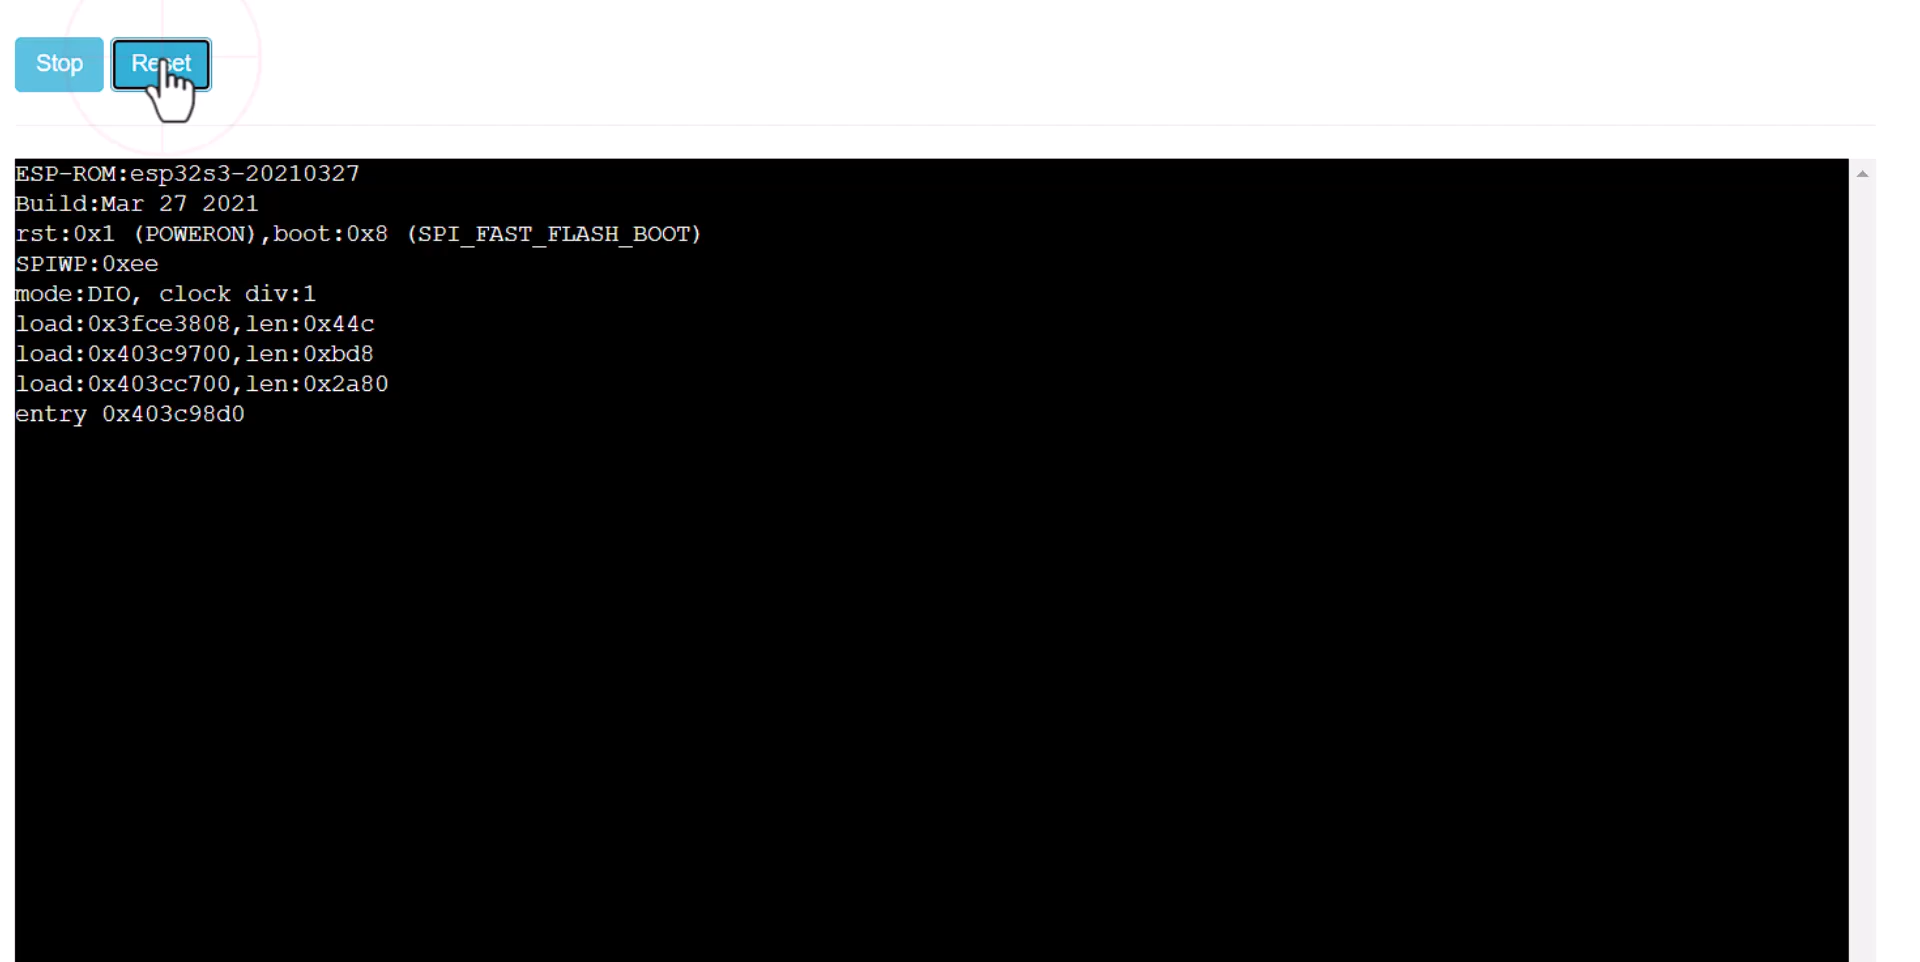 Stop Reset
ESP-ROM:esp32s3-20210327
Build:Mar 27 2021
rst:0x1 (POWERON),boot:0x8 (SPI_FAST_FLASH_BOOT)
SPIWP:0xee
mode:DIO, clock div:1
load:0x3fce3808,len:0x44c
load:0x403c9700,len:0xbd8
load:0x403cc700,len:0x2a80
entry 0x403c98d0